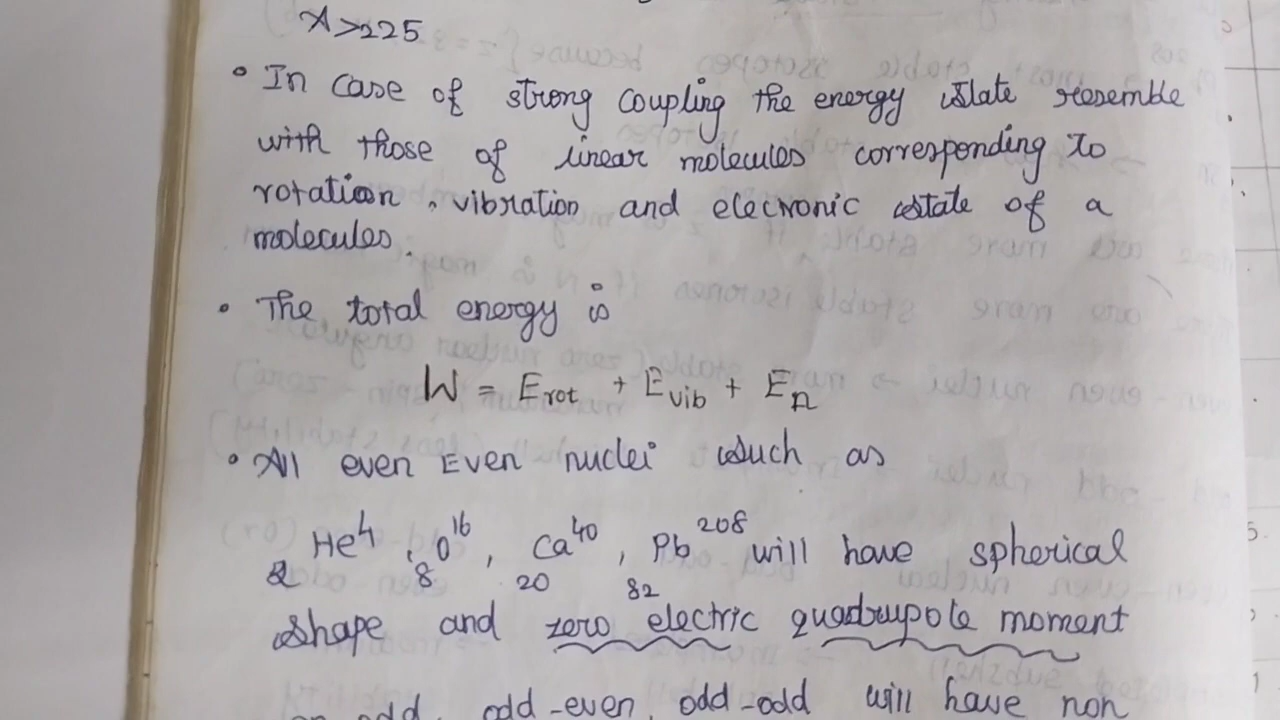 A>225
• In case of strong coupling the energy state resemble
with those of linear molecules corresponding to
rotation, vibration and electronic state of a
molecules.
• The total energy is
W = Erot + Evib + En
• All even Even nuclei such as
₂He⁴, ₈O¹⁶, ₂₀Ca⁴⁰, ₈₂Pb²⁰⁸ will have spherical
shape and zero electric quadrupole moment
odd, odd-even, odd-odd will have non